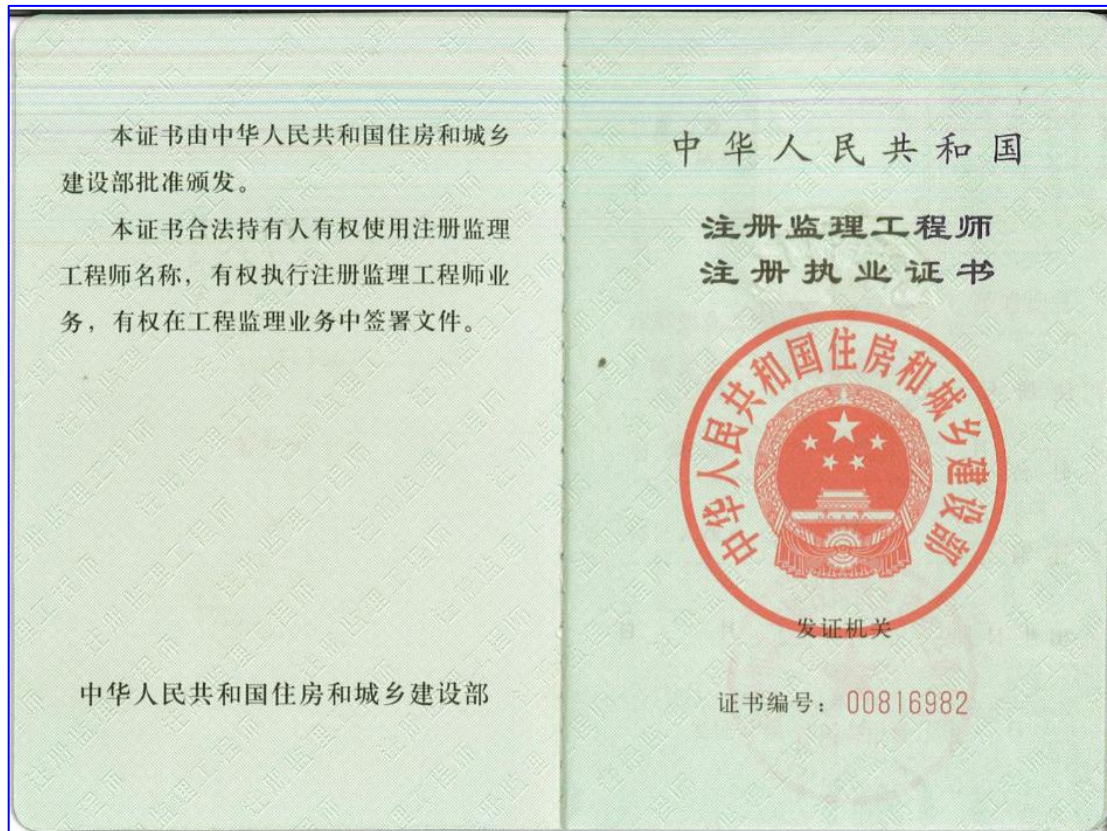 本证书由中华人民共和国住房和城乡
建设部批准颁发。
本证书合法持有人有权使用注册监理
工程师名称，有权执行注册监理工程师业
务，有权在工程监理业务中签署文件。
中华人民共和国住房和城乡建设部
中华人民共和国
注册监理工程师
注册执业证书
中华人民共和国住房和城乡建设部
发证机关
证书编号：00816982